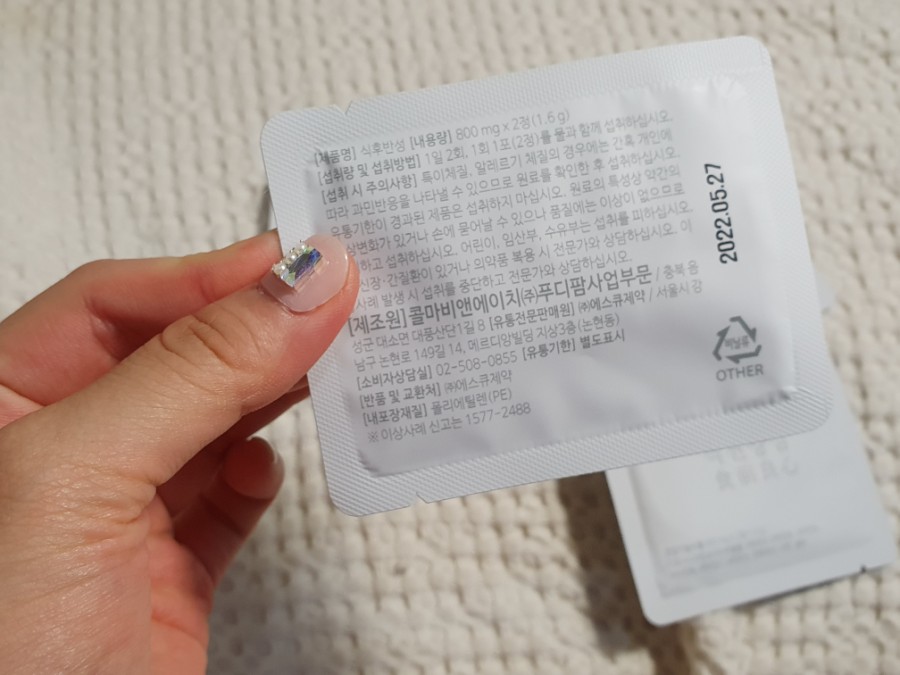 [제품명] 식후반성 [내용량] 800 mg x 2정(1.6 g)
[섭취량 및 섭취방법] 1일 2회, 1회 1포(2정)를 물과 함께 섭취하십시오.
[섭취 시 주의사항] 특이체질, 알레르기 체질의 경우에는 간혹 개인에
따라 과민반응을 나타낼 수 있으므로 원료를 확인한 후 섭취하십시오.
유통기한이 경과된 제품은 섭취하지 마십시오. 원료의 특성상 약간의
상변화가 있거나 손에 묻어날 수 있으나 품질에는 이상이 없으므로
하고 섭취하십시오. 어린이, 임산부, 수유부는 섭취를 피하십시오.
신장·간질환이 있거나 의약품 복용 시 전문가와 상담하십시오. 이
사례 발생 시 섭취를 중단하고 전문가와 상담하십시오.
[제조원] 콜마비앤에이치(주)푸디팜사업부문 / 충북 음
성군 대소면 대풍산단1길 8 [유통전문판매원] ㈜에스큐제약 / 서울시 강
남구 논현로 149길 14, 메르디앙빌딩 지상3층(논현동)
[소비자상담실] 02-508-0855 [유통기한] 별도표시
[반품 및 교환처] ㈜에스큐제약
[내포장재질] 폴리에틸렌(PE)
※ 이상사례 신고는 1577-2488
2022.05.27
비닐류
OTHER